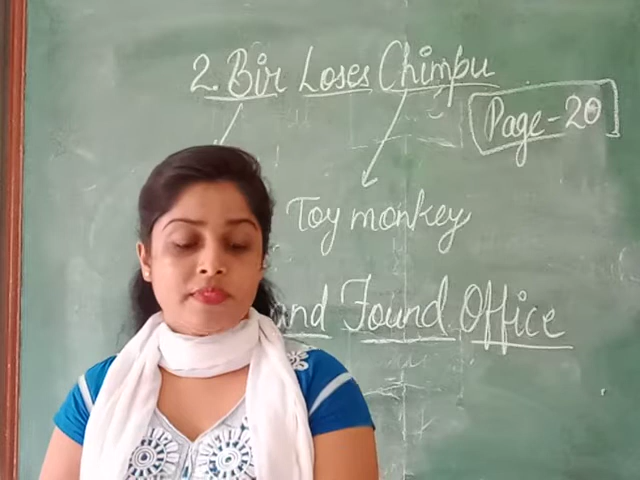 2. Bir Loses Chimpu
Page-20
Toy monkey
and Found Office